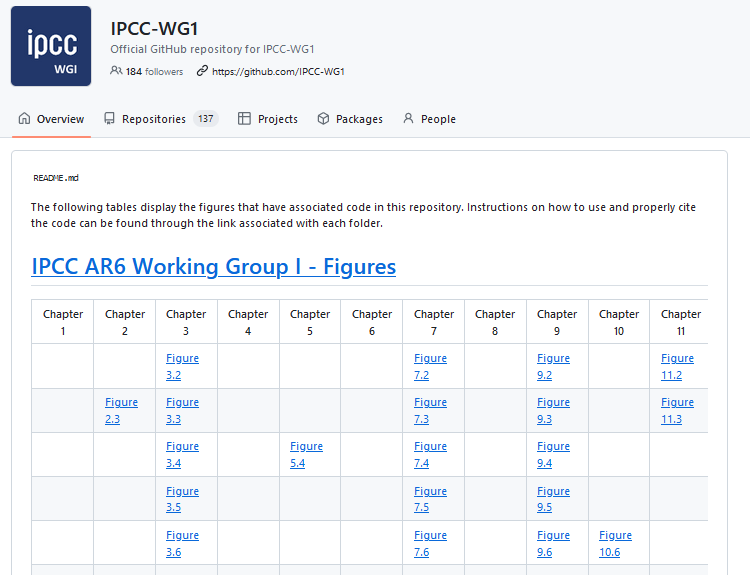 ipcc
WGI
IPCC-WG1
Official GitHub repository for IPCC-WG1
184 followers https://github.com/IPCC-WG1
Overview Repositories 137 Projects Packages People
README.md
The following tables display the figures that have associated code in this repository. Instructions on how to use and properly cite
the code can be found through the link associated with each folder.
IPCC AR6 Working Group I - Figures
Chapter Chapter Chapter Chapter Chapter Chapter Chapter Chapter Chapter Chapter Chapter
1 2 3 4 5 6 7 8 9 10 11
Figure Figure Figure Figure
3.2 7.2 9.2 11.2
Figure Figure Figure Figure Figure
2.3 3.3 7.3 9.3 11.3
Figure Figure Figure Figure
3.4 5.4 7.4 9.4
Figure Figure Figure
3.5 7.5 9.5
Figure Figure Figure Figure
3.6 7.6 9.6 10.6